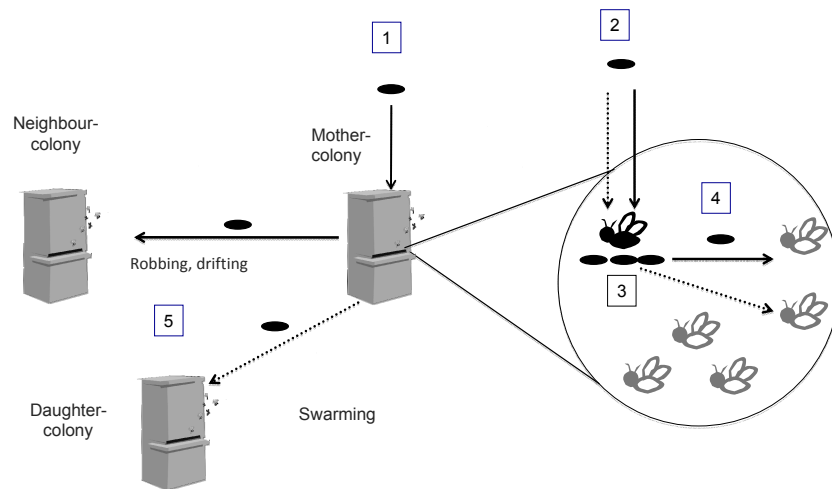 1
2
Neighbour-
colony
Mother-
colony
4
Robbing, drifting
3
5
Daughter-
colony
Swarming